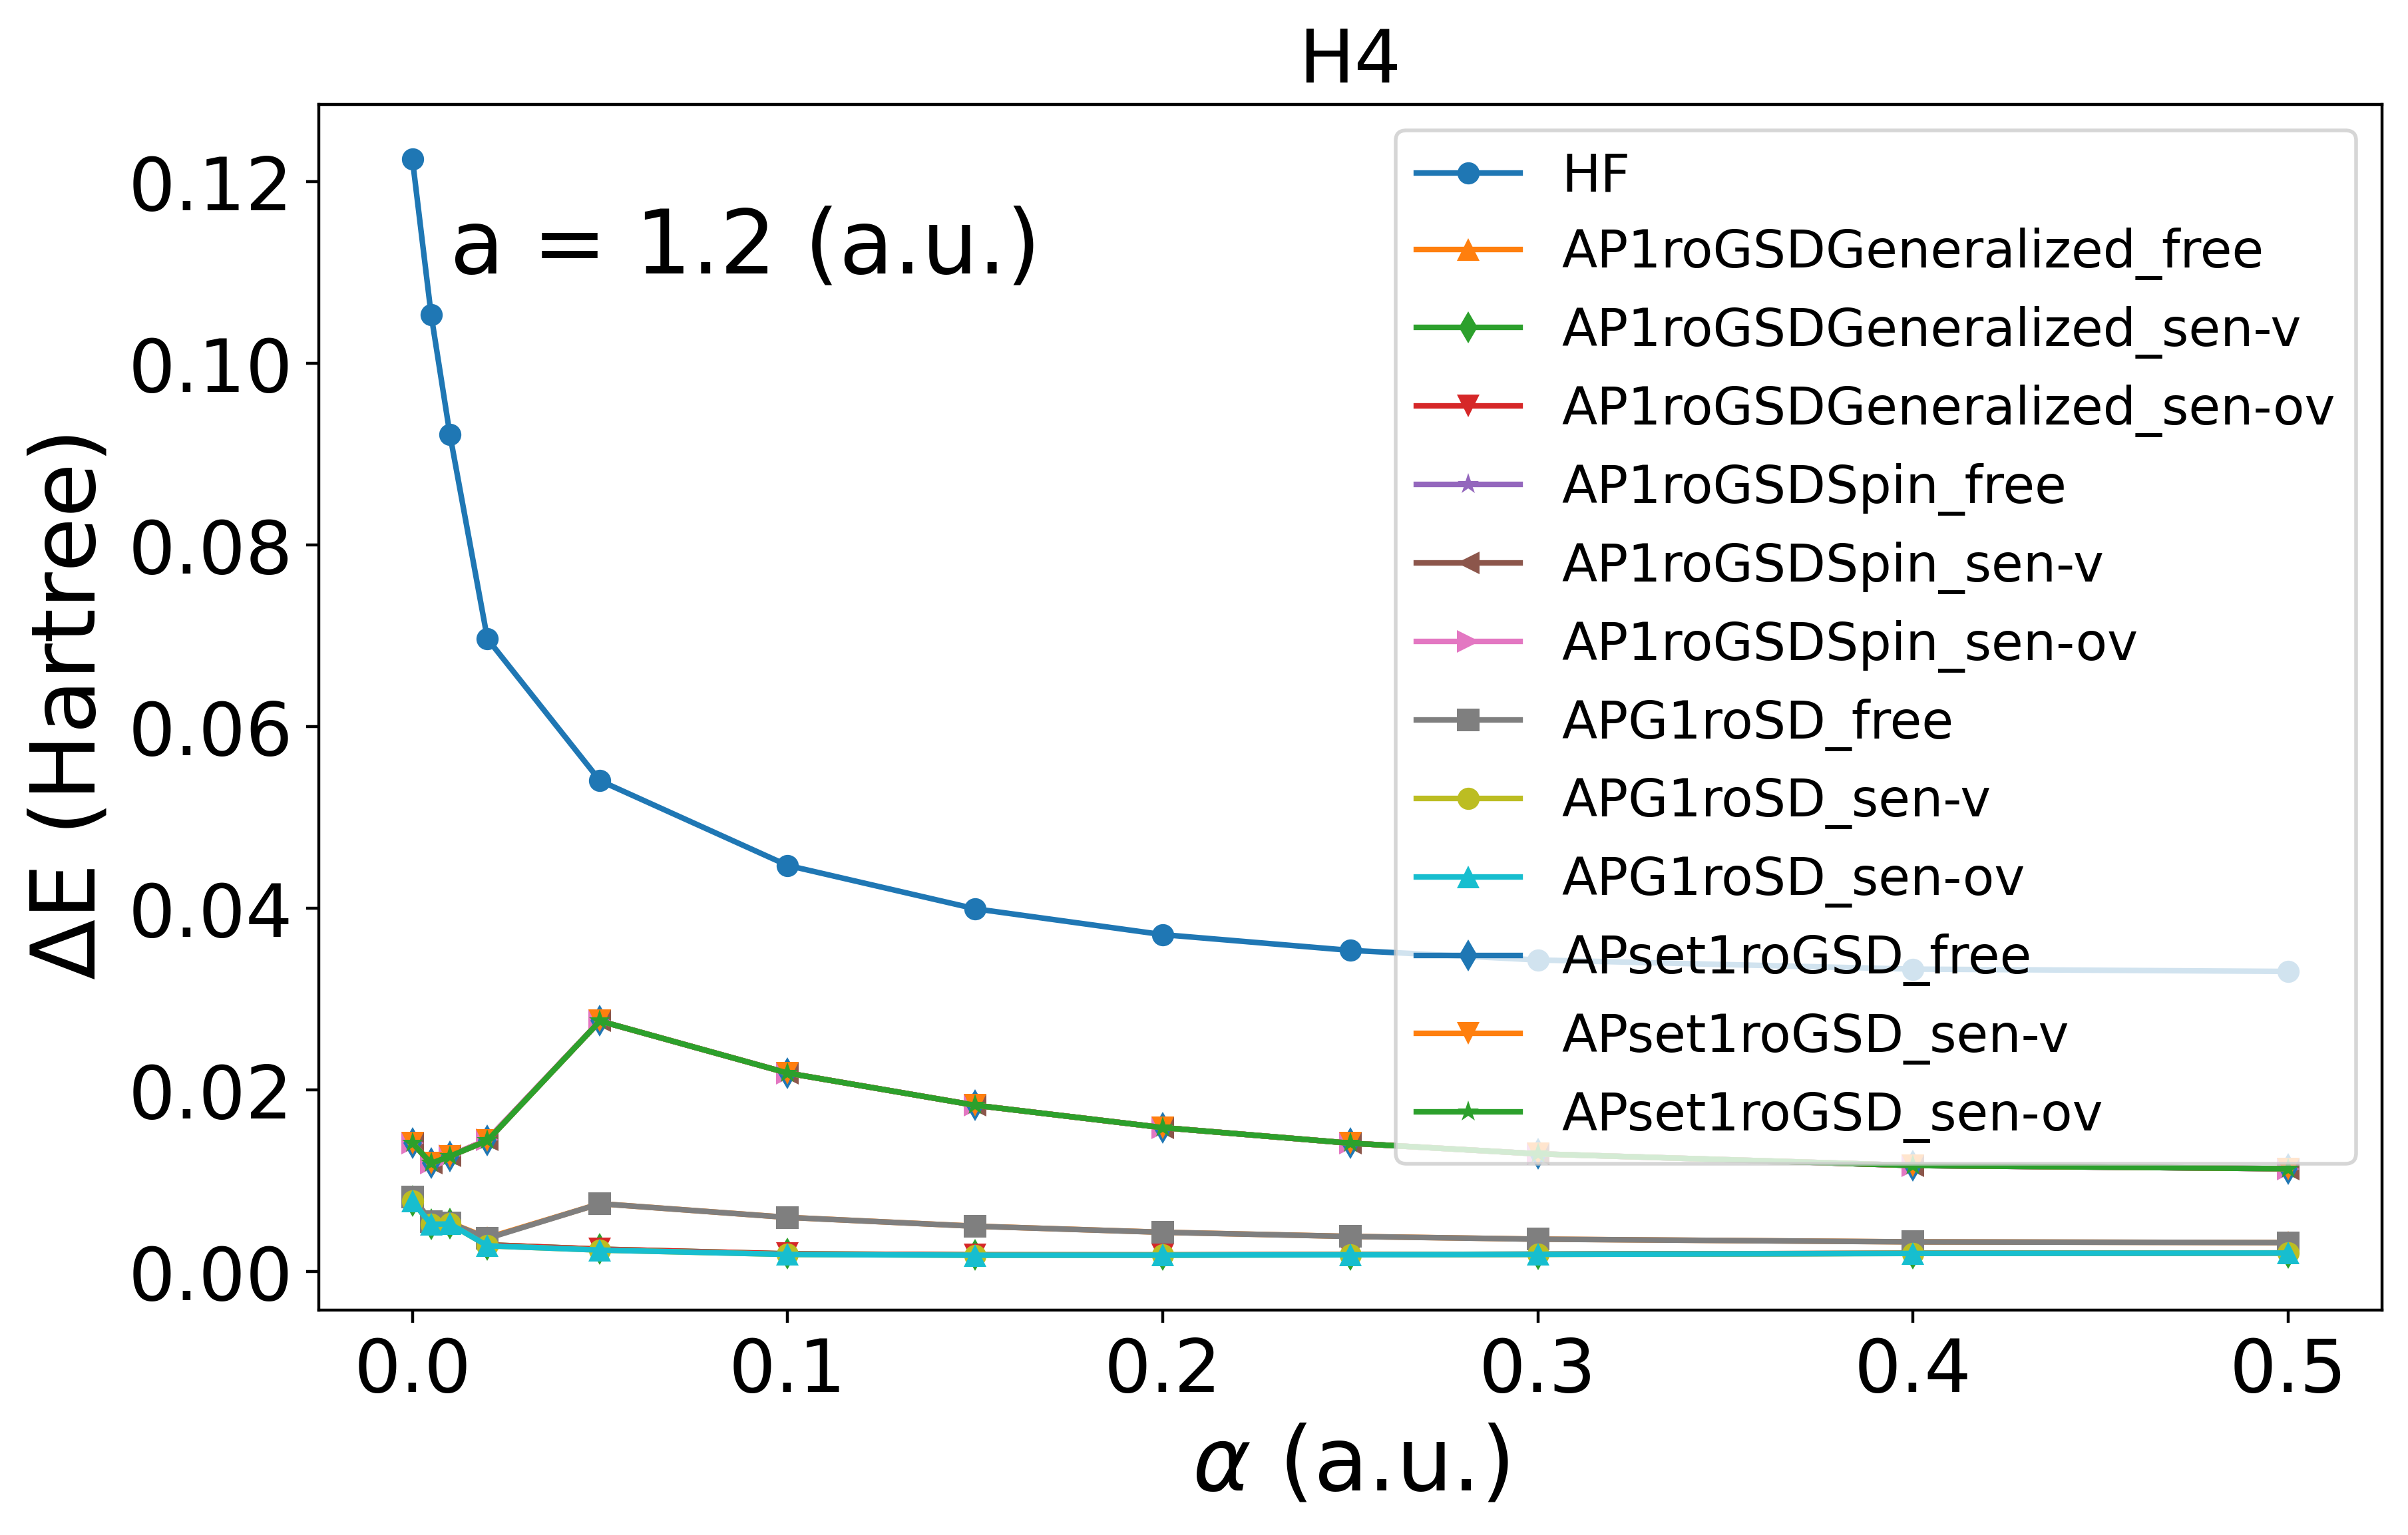 H4
a = 1.2 (a.u.)
HF
AP1roGSDGeneralized_free
AP1roGSDGeneralized_sen-v
AP1roGSDGeneralized_sen-ov
AP1roGSDSpin_free
AP1roGSDSpin_sen-v
AP1roGSDSpin_sen-ov
APG1roSD_free
APG1roSD_sen-v
APG1roSD_sen-ov
APset1roGSD_free
APset1roGSD_sen-v
APset1roGSD_sen-ov
ΔE (Hartree)
0.12
0.10
0.08
0.06
0.04
0.02
0.00
0.0 0.1 0.2 0.3 0.4 0.5
α (a.u.)